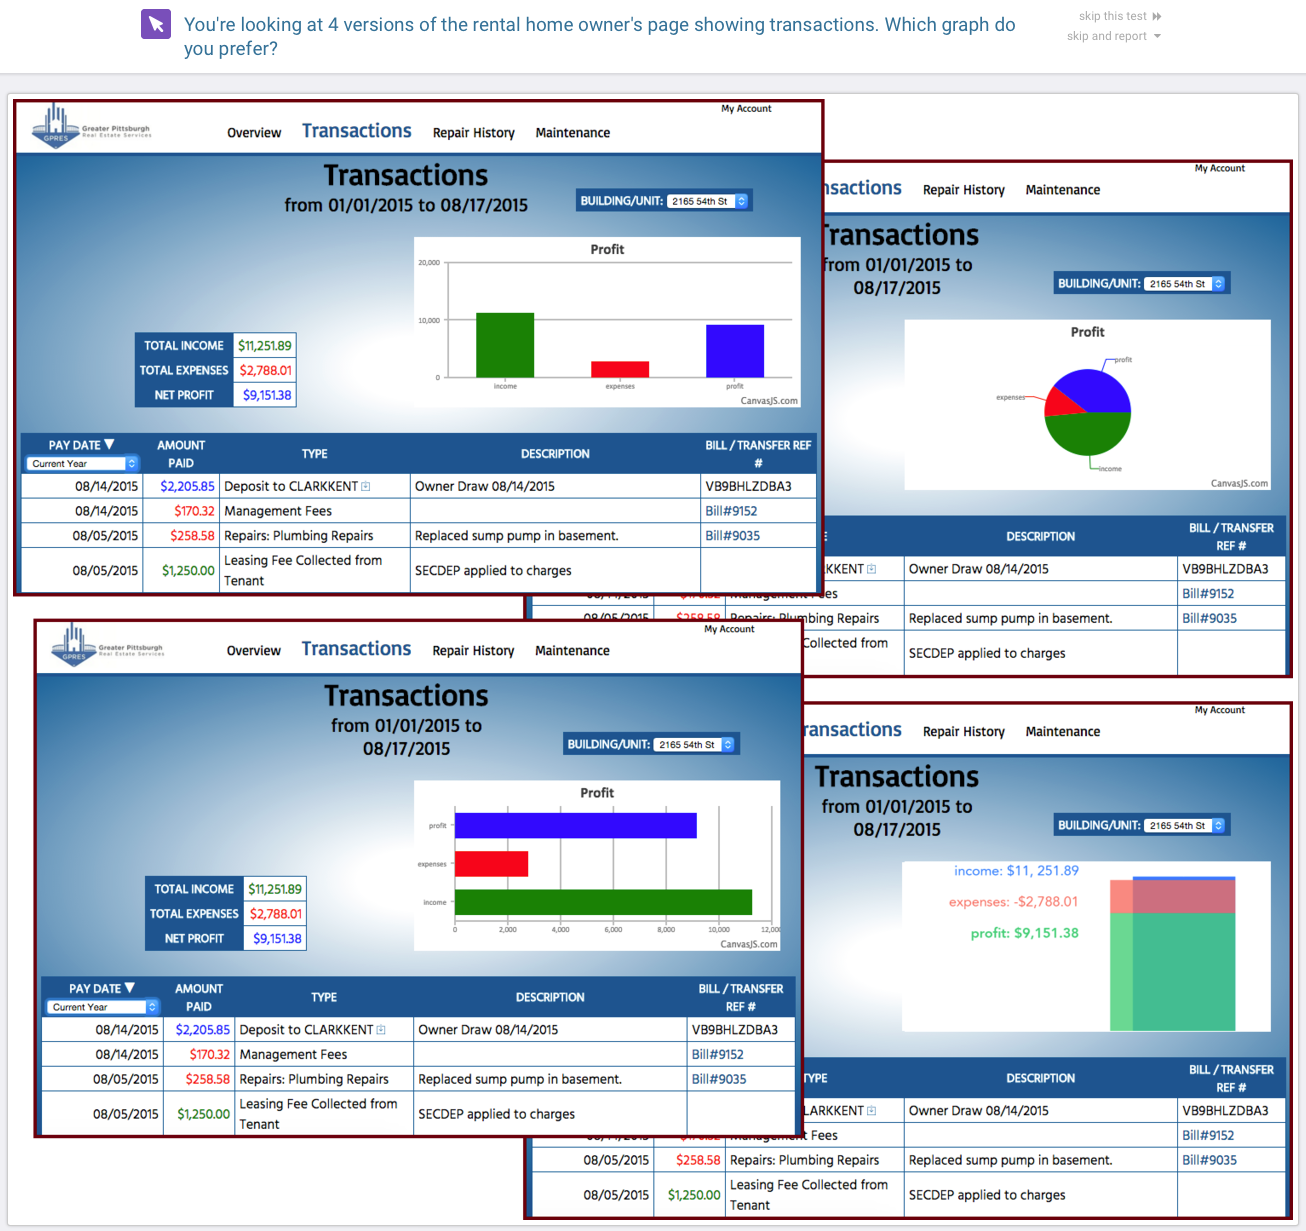 You're looking at 4 versions of the rental home owner's page showing transactions. Which graph do
you prefer?
skip this test
skip and report
My Account
GPRES
Greater Pittsburgh
Real Estate Services
Overview Transactions Repair History Maintenance
Transactions
from 01/01/2015 to 08/17/2015
BUILDING/UNIT: 2165 54th St
Profit
20,000
10,000
0
income expenses profit
CanvasJS.com
TOTAL INCOME $11,251.89
TOTAL EXPENSES $2,788.01
NET PROFIT $9,151.38
PAY DATE ▼ AMOUNT PAID TYPE DESCRIPTION BILL / TRANSFER REF #
Current Year
08/14/2015 $2,205.85 Deposit to CLARKKENT Owner Draw 08/14/2015 VB9BHLZDBA3
08/14/2015 $170.32 Management Fees Bill#9152
08/05/2015 $258.58 Repairs: Plumbing Repairs Replaced sump pump in basement. Bill#9035
08/05/2015 $1,250.00 Leasing Fee Collected from Tenant SECDEP applied to charges
My Account
nsactions Repair History Maintenance
Transactions
from 01/01/2015 to
08/17/2015
BUILDING/UNIT: 2165 54th St
Profit
profit
expenses
income
CanvasJS.com
DESCRIPTION BILL / TRANSFER REF #
KKENT Owner Draw 08/14/2015 VB9BHLZDBA3
es Bill#9152
Repairs: Plumbing Repairs Replaced sump pump in basement. Bill#9035
Collected from SECDEP applied to charges
My Account
GPRES
Greater Pittsburgh
Real Estate Services
Overview Transactions Repair History Maintenance
Transactions
from 01/01/2015 to
08/17/2015
BUILDING/UNIT: 2165 54th St
Profit
profit
expenses
income
0 2,000 4,000 6,000 8,000 10,000 12,00
CanvasJS.com
TOTAL INCOME $11,251.89
TOTAL EXPENSES $2,788.01
NET PROFIT $9,151.38
PAY DATE ▼ AMOUNT PAID TYPE DESCRIPTION BILL / TRANSFER REF #
Current Year
08/14/2015 $2,205.85 Deposit to CLARKKENT Owner Draw 08/14/2015 VB9BHLZDBA3
08/14/2015 $170.32 Management Fees Bill#9152
08/05/2015 $258.58 Repairs: Plumbing Repairs Replaced sump pump in basement. Bill#9035
08/05/2015 $1,250.00 Leasing Fee Collected from Tenant SECDEP applied to charges
My Account
ransactions Repair History Maintenance
Transactions
from 01/01/2015 to
08/17/2015
BUILDING/UNIT: 2165 54th St
income: $11, 251.89
expenses: -$2,788.01
profit: $9,151.38
TYPE DESCRIPTION BILL / TRANSFER REF #
LARKKENT Owner Draw 08/14/2015 VB9BHLZDBA3
Fees Bill#9152
08/05/2015 $258.58 Repairs: Plumbing Repairs Replaced sump pump in basement. Bill#9035
08/05/2015 $1,250.00 Leasing Fee Collected from Tenant SECDEP applied to charges